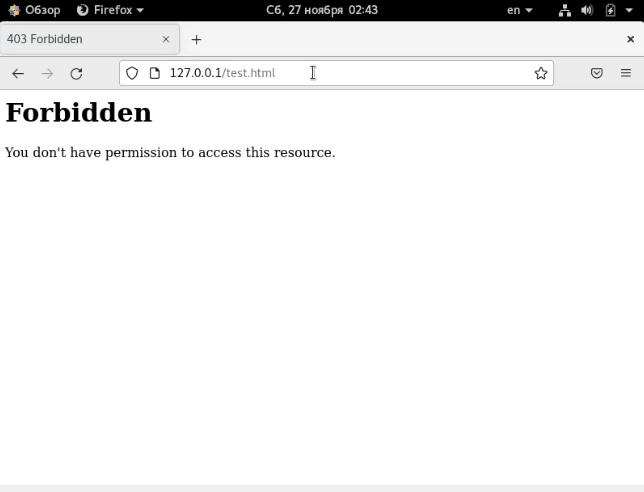 Обзор Firefox Сб, 27 ноября 02:43 en
403 Forbidden
127.0.0.1/test.html
Forbidden
You don't have permission to access this resource.